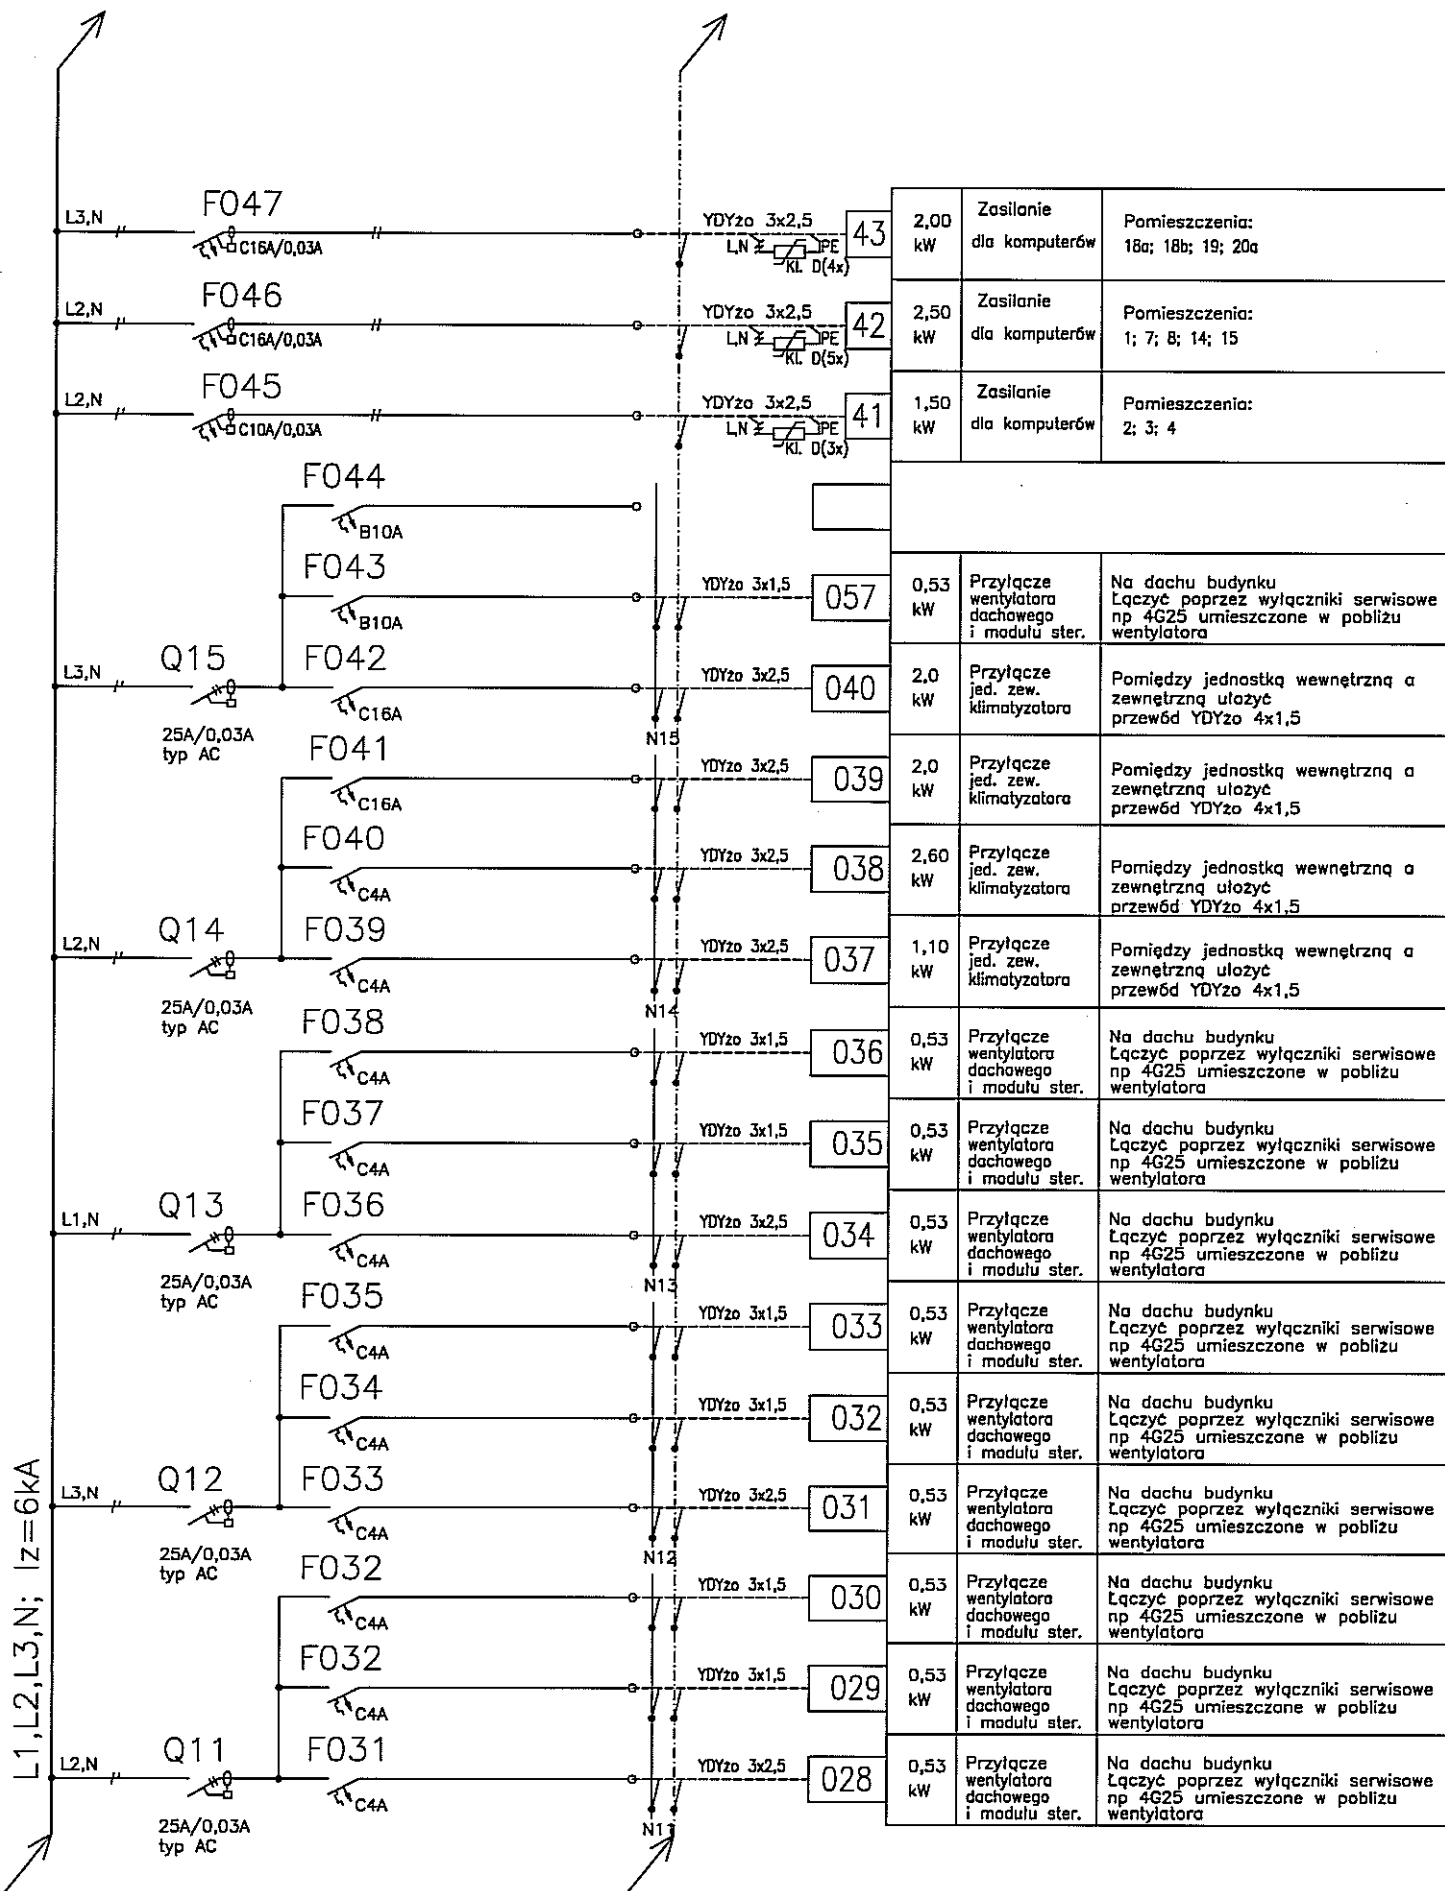 L3,N
F047
C16A/0,03A
YDYżo 3x2,5
L,N
PE
Kl. D(4x)
43
2,00
kW
Zasilanie
dla komputerów
Pomieszczenia:
18a; 18b; 19; 20a
L2,N
F046
C16A/0,03A
YDYżo 3x2,5
L,N
PE
Kl. D(5x)
42
2,50
kW
Zasilanie
dla komputerów
Pomieszczenia:
1; 7; 8; 14; 15
L2,N
F045
C10A/0,03A
YDYżo 3x2,5
L,N
PE
Kl. D(3x)
41
1,50
kW
Zasilanie
dla komputerów
Pomieszczenia:
2; 3; 4
F044
B10A
F043
B10A
YDYżo 3x1,5
057
0,53
kW
Przyłącze
wentylatora
dachowego
i modułu ster.
Na dachu budynku
Łączyć poprzez wyłączniki serwisowe
np 4G25 umieszczone w pobliżu
wentylatora
L3,N
Q15
25A/0,03A
typ AC
F042
C16A
N15
YDYżo 3x2,5
040
2,0
kW
Przyłącze
jed. zew.
klimatyzatora
Pomiędzy jednostką wewnętrzną a
zewnętrzną ułożyć
przewód YDYżo 4x1,5
F041
C16A
YDYżo 3x2,5
039
2,0
kW
Przyłącze
jed. zew.
klimatyzatora
Pomiędzy jednostką wewnętrzną a
zewnętrzną ułożyć
przewód YDYżo 4x1,5
F040
C4A
YDYżo 3x2,5
038
2,60
kW
Przyłącze
jed. zew.
klimatyzatora
Pomiędzy jednostką wewnętrzną a
zewnętrzną ułożyć
przewód YDYżo 4x1,5
L2,N
Q14
25A/0,03A
typ AC
F039
C4A
N14
YDYżo 3x2,5
037
1,10
kW
Przyłącze
jed. zew.
klimatyzatora
Pomiędzy jednostką wewnętrzną a
zewnętrzną ułożyć
przewód YDYżo 4x1,5
F038
C4A
YDYżo 3x1,5
036
0,53
kW
Przyłącze
wentylatora
dachowego
i modułu ster.
Na dachu budynku
Łączyć poprzez wyłączniki serwisowe
np 4G25 umieszczone w pobliżu
wentylatora
F037
C4A
YDYżo 3x1,5
035
0,53
kW
Przyłącze
wentylatora
dachowego
i modułu ster.
Na dachu budynku
Łączyć poprzez wyłączniki serwisowe
np 4G25 umieszczone w pobliżu
wentylatora
L1,N
Q13
25A/0,03A
typ AC
F036
C4A
N13
YDYżo 3x2,5
034
0,53
kW
Przyłącze
wentylatora
dachowego
i modułu ster.
Na dachu budynku
Łączyć poprzez wyłączniki serwisowe
np 4G25 umieszczone w pobliżu
wentylatora
F035
C4A
YDYżo 3x1,5
033
0,53
kW
Przyłącze
wentylatora
dachowego
i modułu ster.
Na dachu budynku
Łączyć poprzez wyłączniki serwisowe
np 4G25 umieszczone w pobliżu
wentylatora
F034
C4A
YDYżo 3x1,5
032
0,53
kW
Przyłącze
wentylatora
dachowego
i modułu ster.
Na dachu budynku
Łączyć poprzez wyłączniki serwisowe
np 4G25 umieszczone w pobliżu
wentylatora
L3,N
Q12
25A/0,03A
typ AC
F033
C4A
N12
YDYżo 3x2,5
031
0,53
kW
Przyłącze
wentylatora
dachowego
i modułu ster.
Na dachu budynku
Łączyć poprzez wyłączniki serwisowe
np 4G25 umieszczone w pobliżu
wentylatora
F032
C4A
YDYżo 3x1,5
030
0,53
kW
Przyłącze
wentylatora
dachowego
i modułu ster.
Na dachu budynku
Łączyć poprzez wyłączniki serwisowe
np 4G25 umieszczone w pobliżu
wentylatora
F032
C4A
YDYżo 3x1,5
029
0,53
kW
Przyłącze
wentylatora
dachowego
i modułu ster.
Na dachu budynku
Łączyć poprzez wyłączniki serwisowe
np 4G25 umieszczone w pobliżu
wentylatora
L2,N
Q11
25A/0,03A
typ AC
F031
C4A
N11
YDYżo 3x2,5
028
0,53
kW
Przyłącze
wentylatora
dachowego
i modułu ster.
Na dachu budynku
Łączyć poprzez wyłączniki serwisowe
np 4G25 umieszczone w pobliżu
wentylatora
L1,L2,L3,N; Iz=6kA